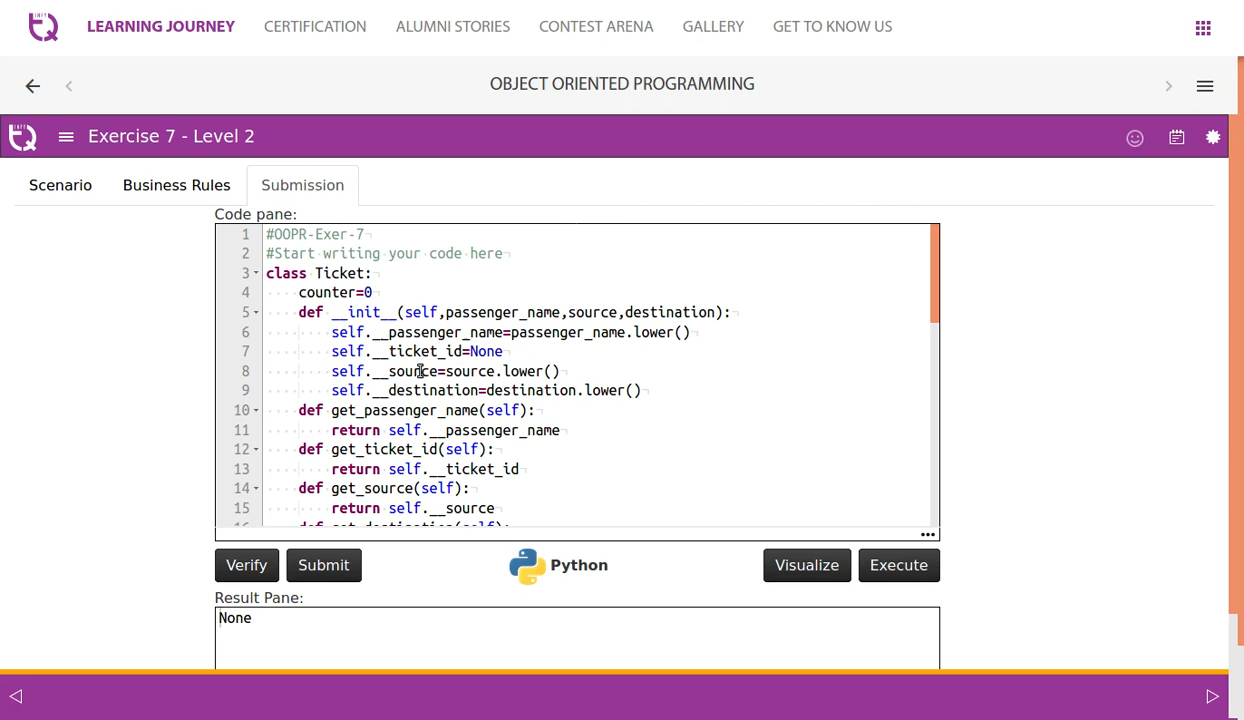 LEARNING JOURNEY CERTIFICATION ALUMNI STORIES CONTEST ARENA GALLERY GET TO KNOW US
OBJECT ORIENTED PROGRAMMING
Exercise 7 - Level 2
Scenario Business Rules Submission
Code pane:
1 #OOPR-Exer-7
2 #Start writing your code here
3 class Ticket:
4 counter=0
5 def __init__(self,passenger_name,source,destination):
6 self.__passenger_name=passenger_name.lower()
7 self.__ticket_id=None
8 self.__source=source.lower()
9 self.__destination=destination.lower()
10 def get_passenger_name(self):
11 return self.__passenger_name
12 def get_ticket_id(self):
13 return self.__ticket_id
14 def get_source(self):
15 return self.__source
Verify Submit Python Visualize Execute
Result Pane:
None